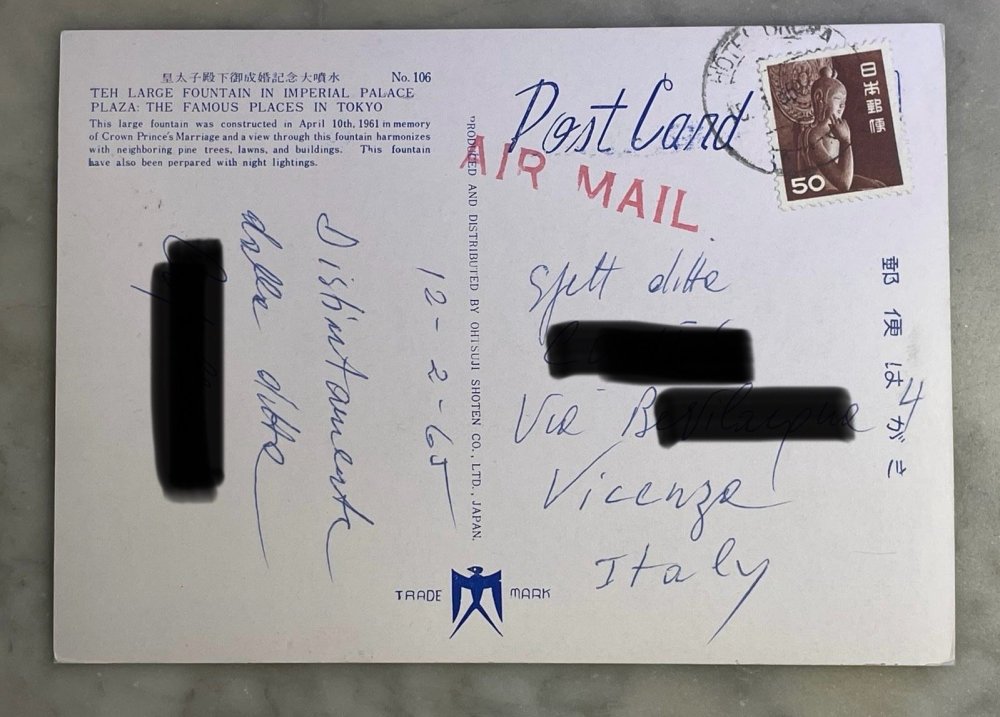 皇太子殿下御成婚記念大噴水 No. 106
TEH LARGE FOUNTAIN IN IMPERIAL PALACE
PLAZA: THE FAMOUS PLACES IN TOKYO
This large fountain was constructed in April 10th, 1961 in memory
of Crown Prince's Marriage and a view through this fountain harmonizes
with neighboring pine trees, lawns, and buildings. This fountain
have also been perpared with night lightings.
12-2-65
Distintamente
dalla ditta
PRODUCED AND DISTRIBUTED BY OHTSUJI SHOTEN CO., LTD., JAPAN.
TRADE MARK
Post Card
AIR MAIL
HOTEL
日本郵便
50
郵便はがき
Spett ditta
Via
4
Vicenza
Italy